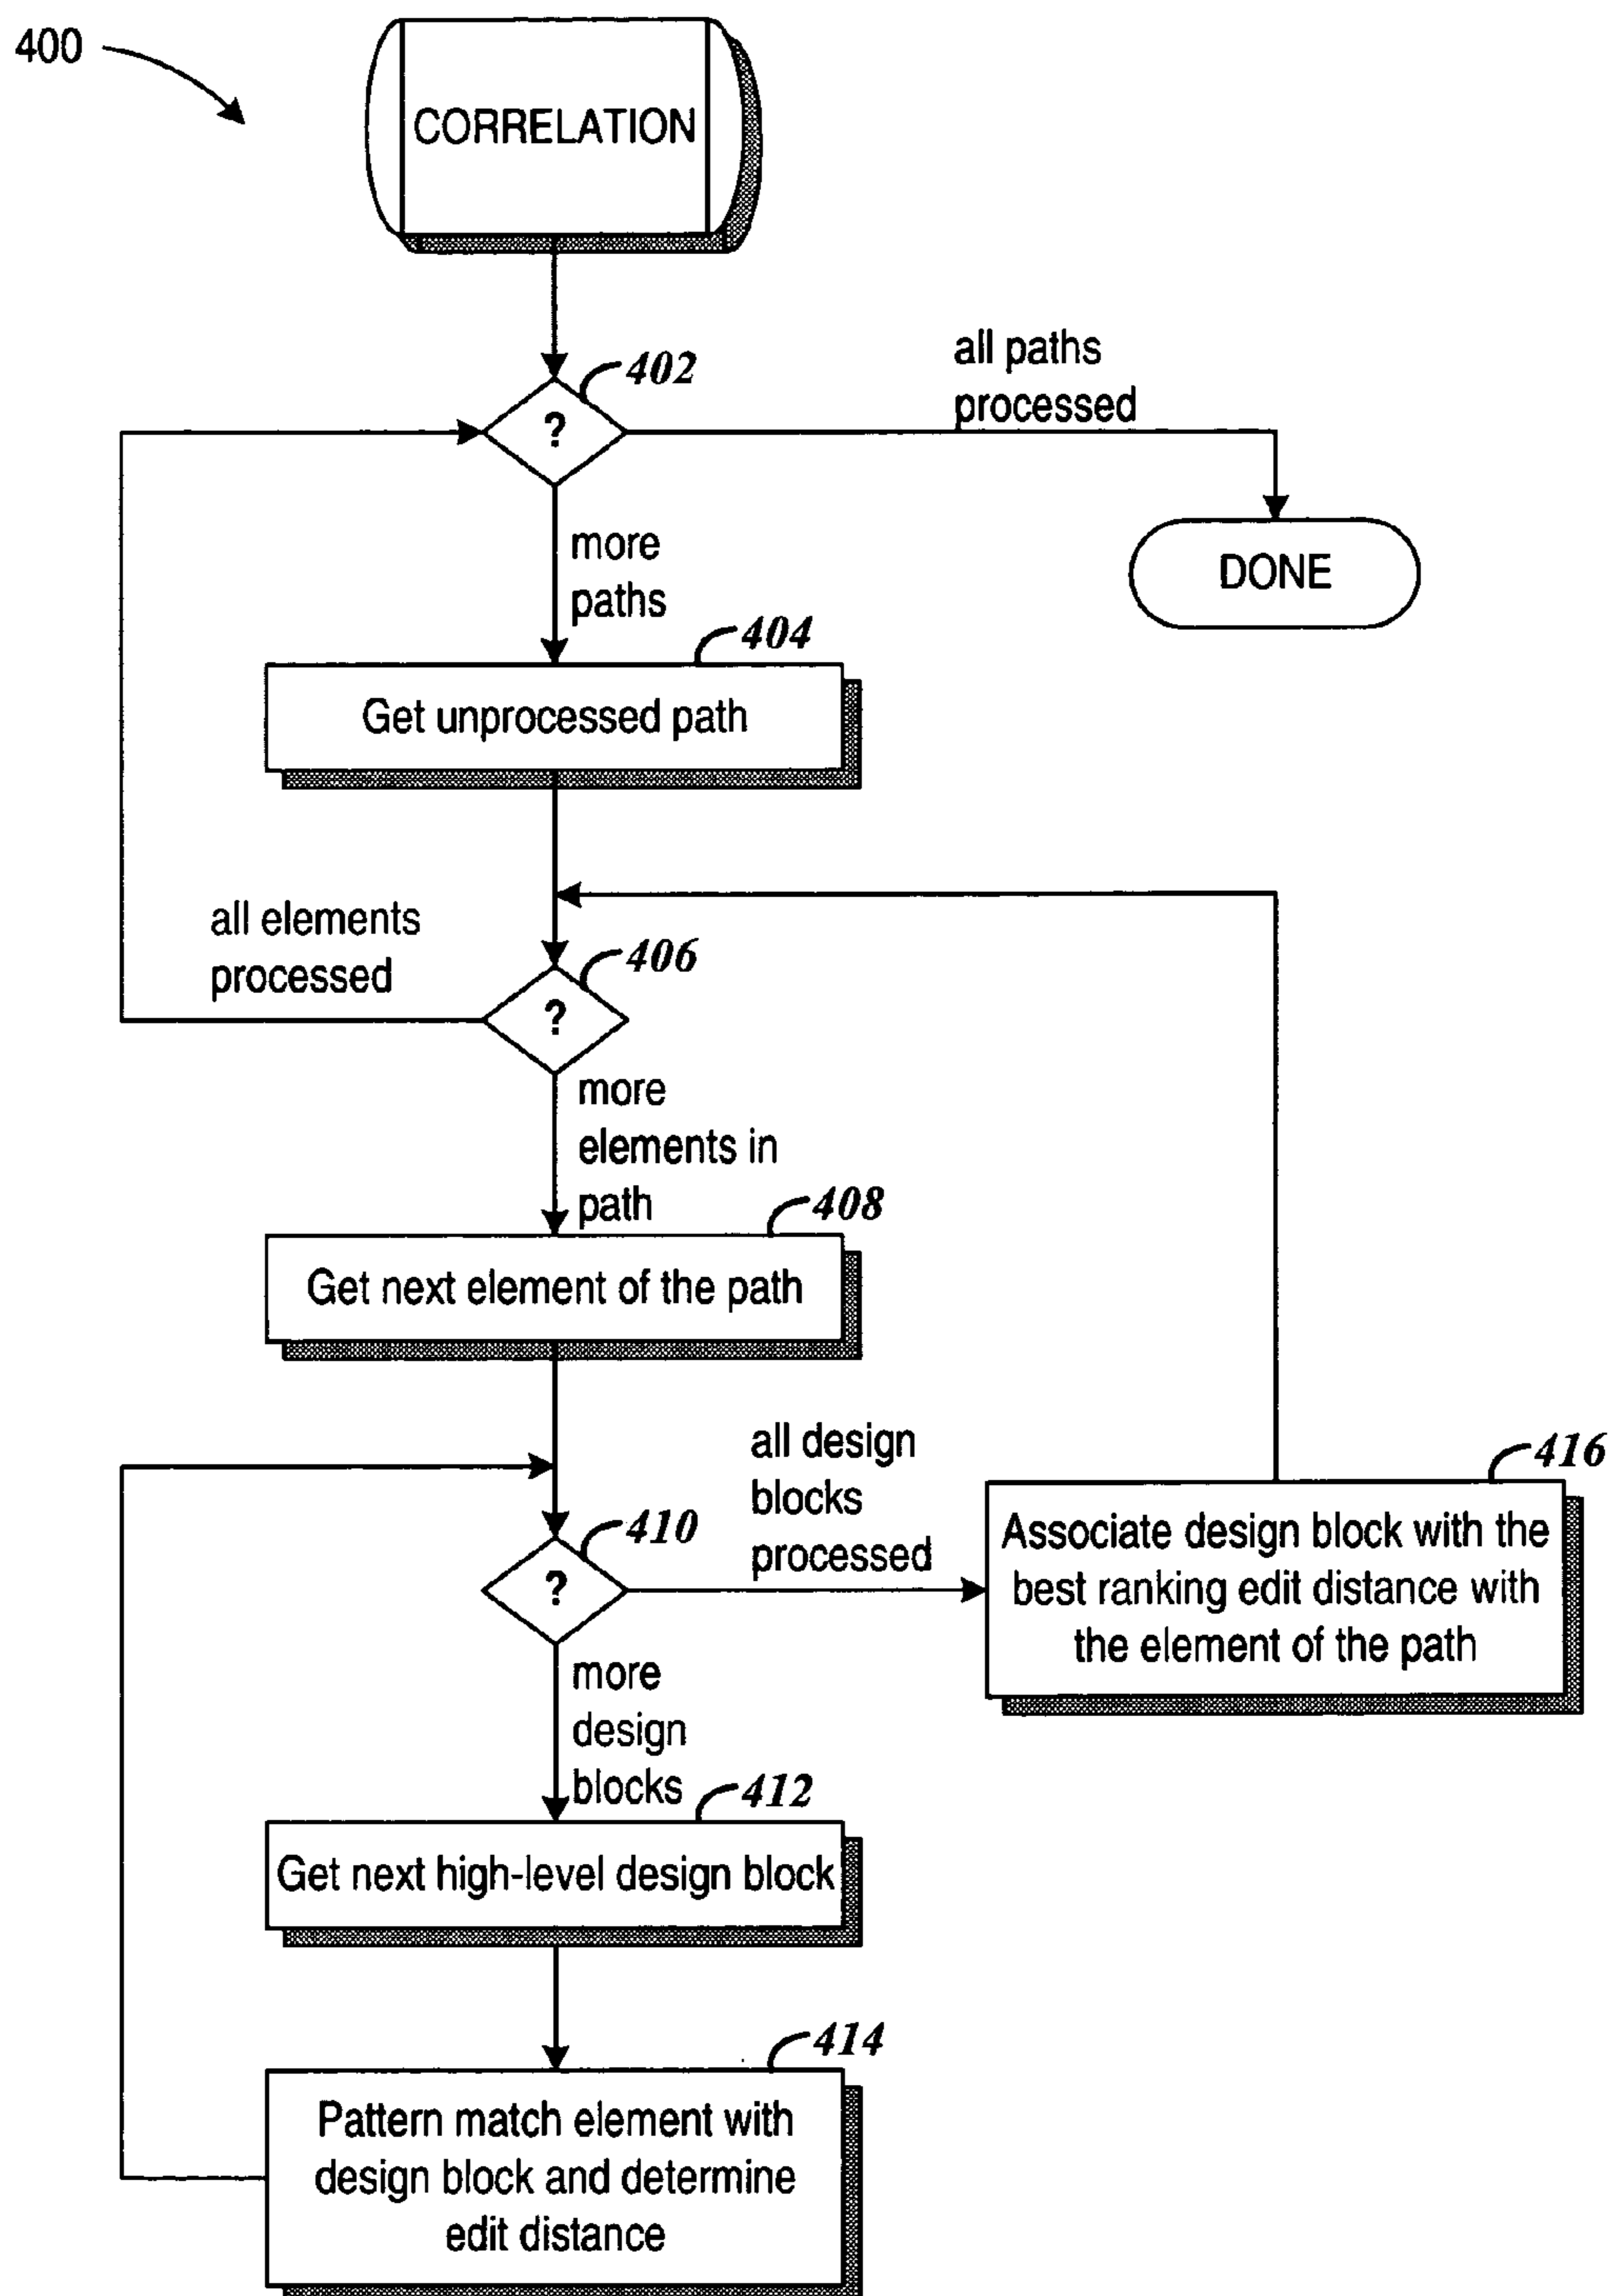 400
CORRELATION
402
?
all paths
processed
DONE
more
paths
404
Get unprocessed path
all elements
processed
406
?
more
elements in
path
408
Get next element of the path
all design
blocks
processed
410
?
416
Associate design block with the
best ranking edit distance with
the element of the path
more
design
blocks
412
Get next high-level design block
414
Pattern match element with
design block and determine
edit distance